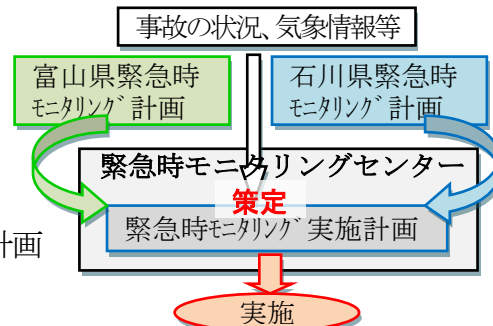 事故の状況、気象情報等
富山県緊急時
ﾓﾆﾀﾘﾝｸﾞ計画
石川県緊急時
ﾓﾆﾀﾘﾝｸﾞ計画
緊急時モニタリングセンター
策定
緊急時ﾓﾆﾀﾘﾝｸﾞ実施計画
計画
実施